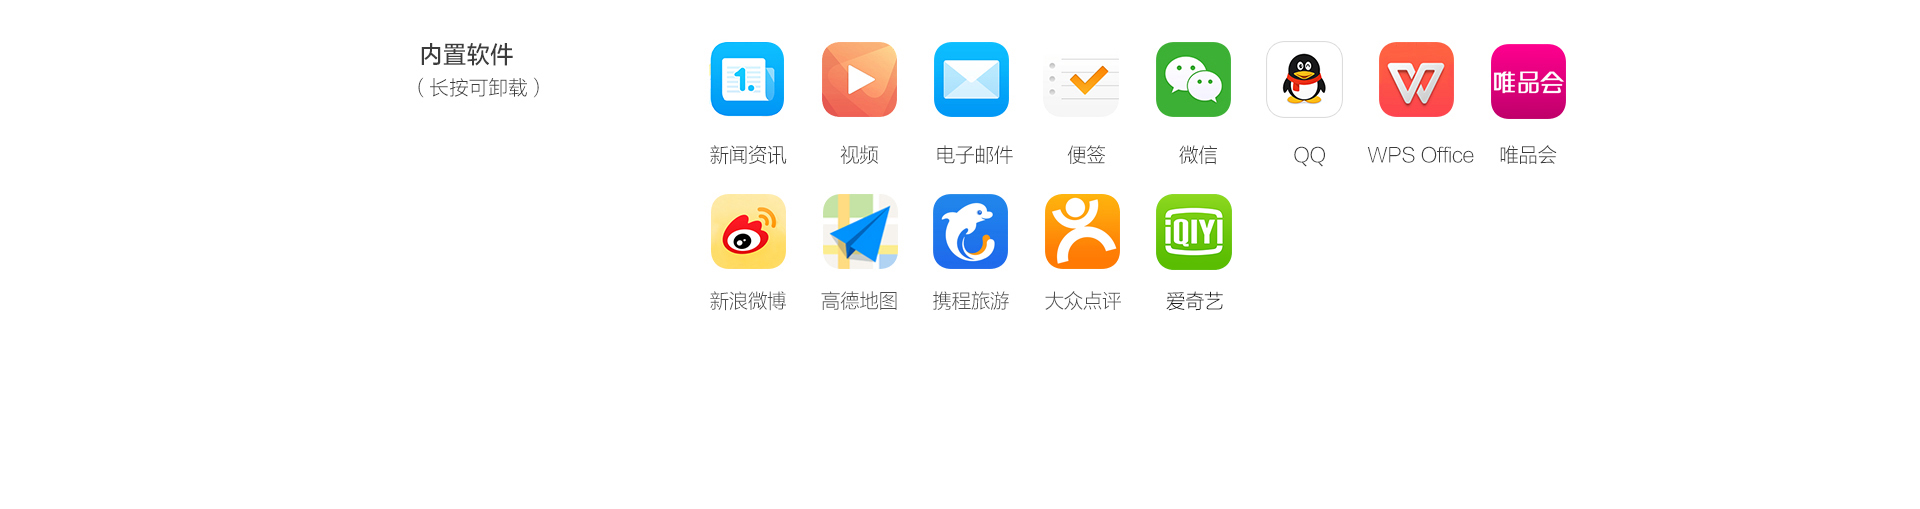 内置软件
（长按可卸载）
1.
唯品会
新闻资讯 视频 电子邮件 便签 微信 QQ WPS Office 唯品会
iQIYI
新浪微博 高德地图 携程旅游 大众点评 爱奇艺